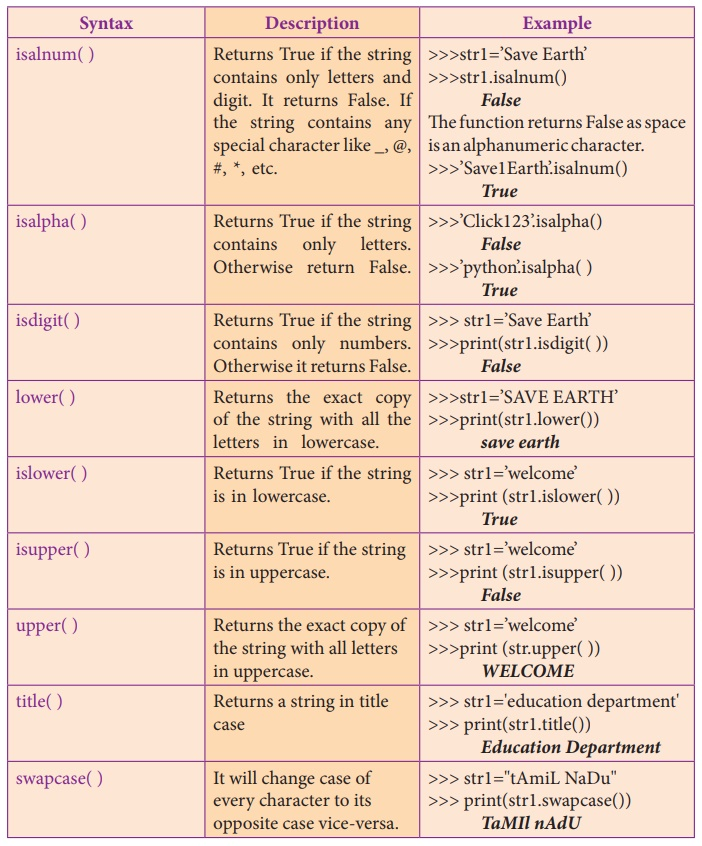 Syntax Description Example
isalnum( )
Returns True if the string
contains only letters and
digit. It returns False. If
the string contains any
special character like _, @,
#, *, etc.
>>>str1=’Save Earth’
>>>str1.isalnum()
False
The function returns False as space
is an alphanumeric character.
>>>’Save1Earth’.isalnum()
True
isalpha( )
Returns True if the string
contains only letters.
Otherwise return False.
>>>’Click123’.isalpha()
False
>>>’python’.isalpha( )
True
isdigit( )
Returns True if the string
contains only numbers.
Otherwise it returns False.
>>> str1=’Save Earth’
>>>print(str1.isdigit( ))
False
lower( )
Returns the exact copy
of the string with all the
letters in lowercase.
>>>str1=’SAVE EARTH’
>>>print(str1.lower())
save earth
islower( )
Returns True if the string
is in lowercase.
>>> str1=’welcome’
>>>print (str1.islower( ))
True
isupper( )
Returns True if the string
is in uppercase.
>>> str1=’welcome’
>>>print (str1.isupper( ))
False
upper( )
Returns the exact copy of
the string with all letters
in uppercase.
>>> str1=’welcome’
>>>print (str.upper( ))
WELCOME
title( )
Returns a string in title
case
>>> str1='education department'
>>> print(str1.title())
Education Department
swapcase( )
It will change case of
every character to its
opposite case vice-versa.
>>> str1="tAmiL NaDu"
>>> print(str1.swapcase())
TaMIl nAdU